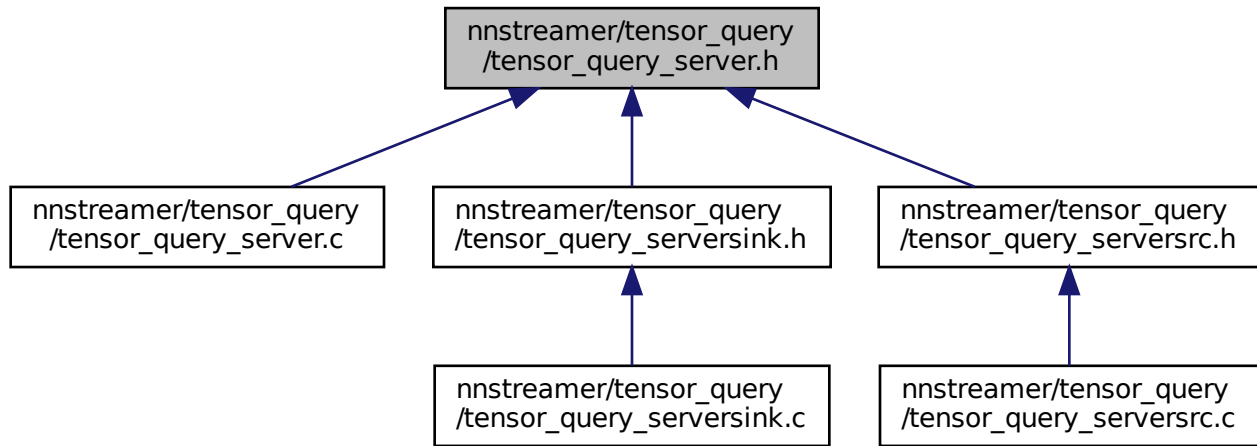 nnstreamer/tensor_query
/tensor_query_server.h
nnstreamer/tensor_query
/tensor_query_server.c
nnstreamer/tensor_query
/tensor_query_serversink.h
nnstreamer/tensor_query
/tensor_query_serversrc.h
nnstreamer/tensor_query
/tensor_query_serversink.c
nnstreamer/tensor_query
/tensor_query_serversrc.c